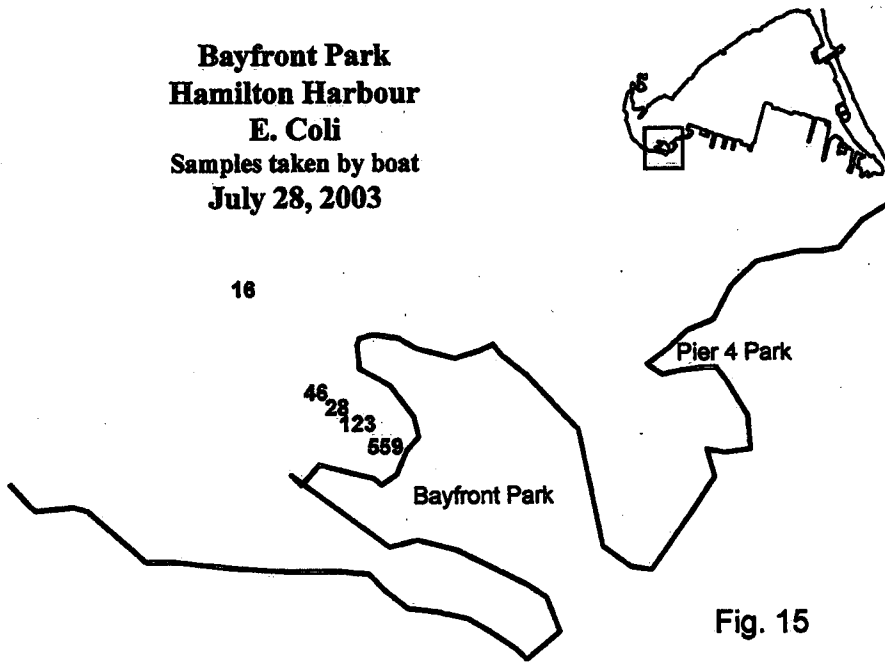 Bayfront Park
Hamilton Harbour
E. Coli
Samples taken by boat
July 28, 2003
16
Pier 4 Park
46
28
123
559
Bayfront Park
Fig. 15